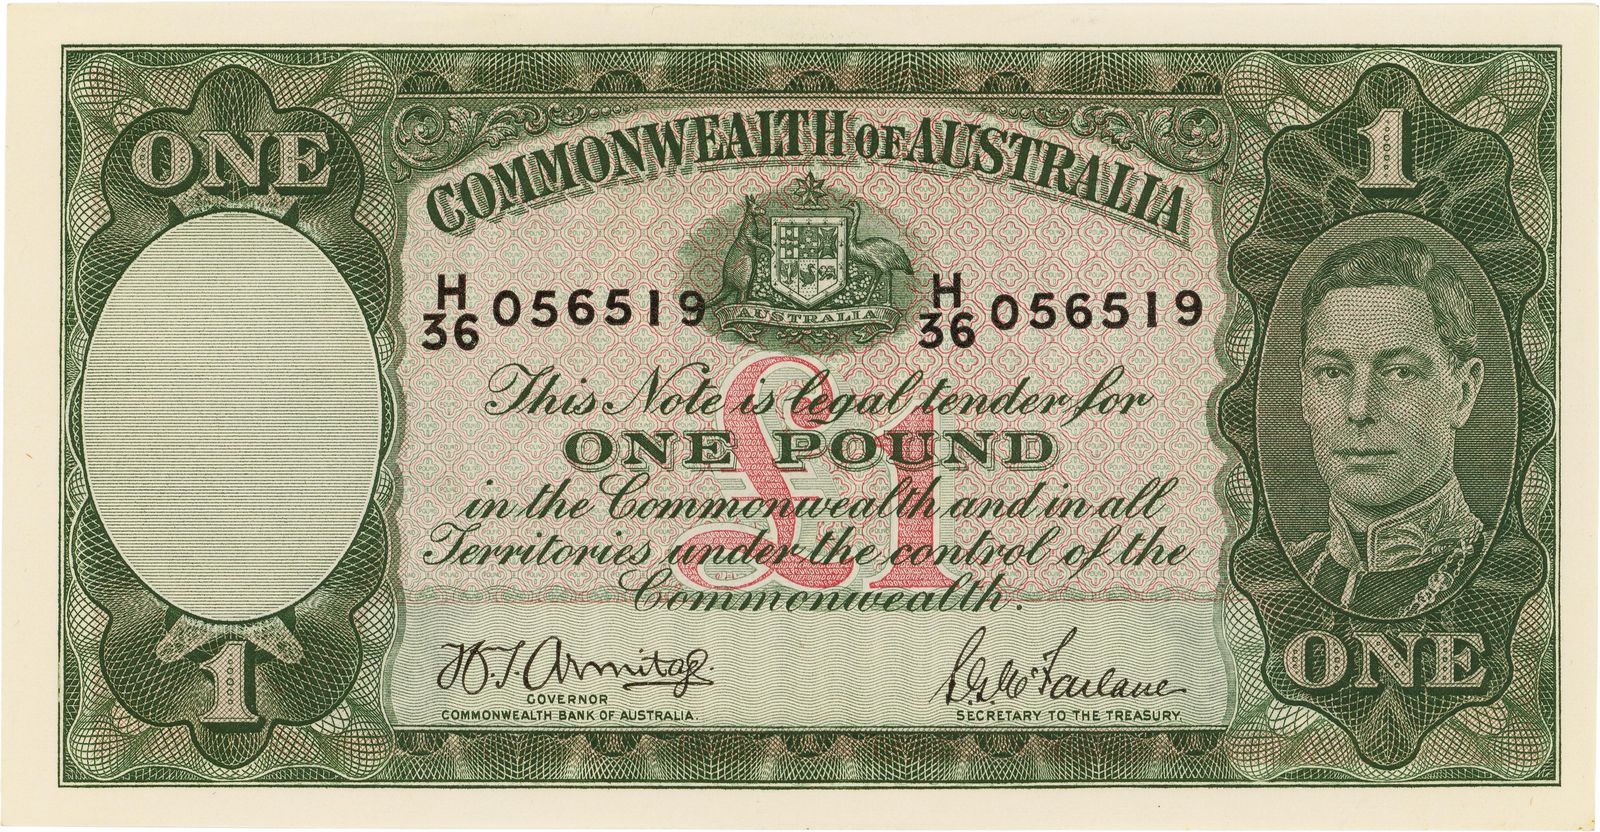 ONE
1
COMMONWEALTH OF AUSTRALIA
AUSTRALIA
H
36 056519
H
36 056519
This Note is legal tender for
ONE POUND
in the Commonwealth and in all
Territories under the control of the
Commonwealth.
£1
H.T. Armitage.
GOVERNOR
COMMONWEALTH BANK OF AUSTRALIA.
S.G. McFarlane
SECRETARY TO THE TREASURY.
1
ONE